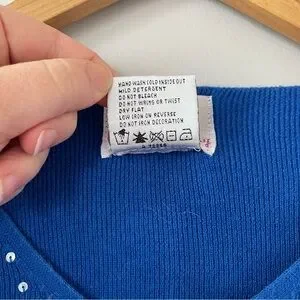 HAND WASH COLD INSIDE OUT
MILD DETERGENT
DO NOT BLEACH
DO NOT WRING OR TWIST
DRY FLAT
LOW IRON ON REVERSE
DO NOT IRON DECORATION